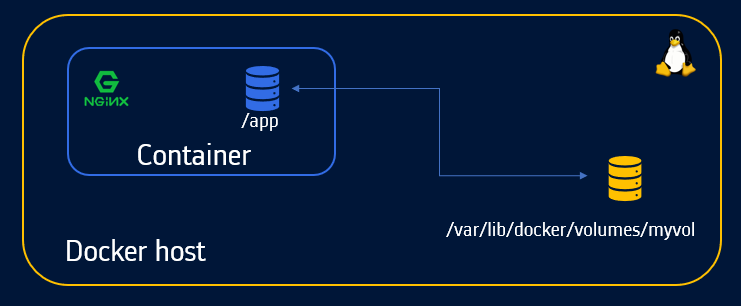 NGINX
/app
Container
/var/lib/docker/volumes/myvol
Docker host